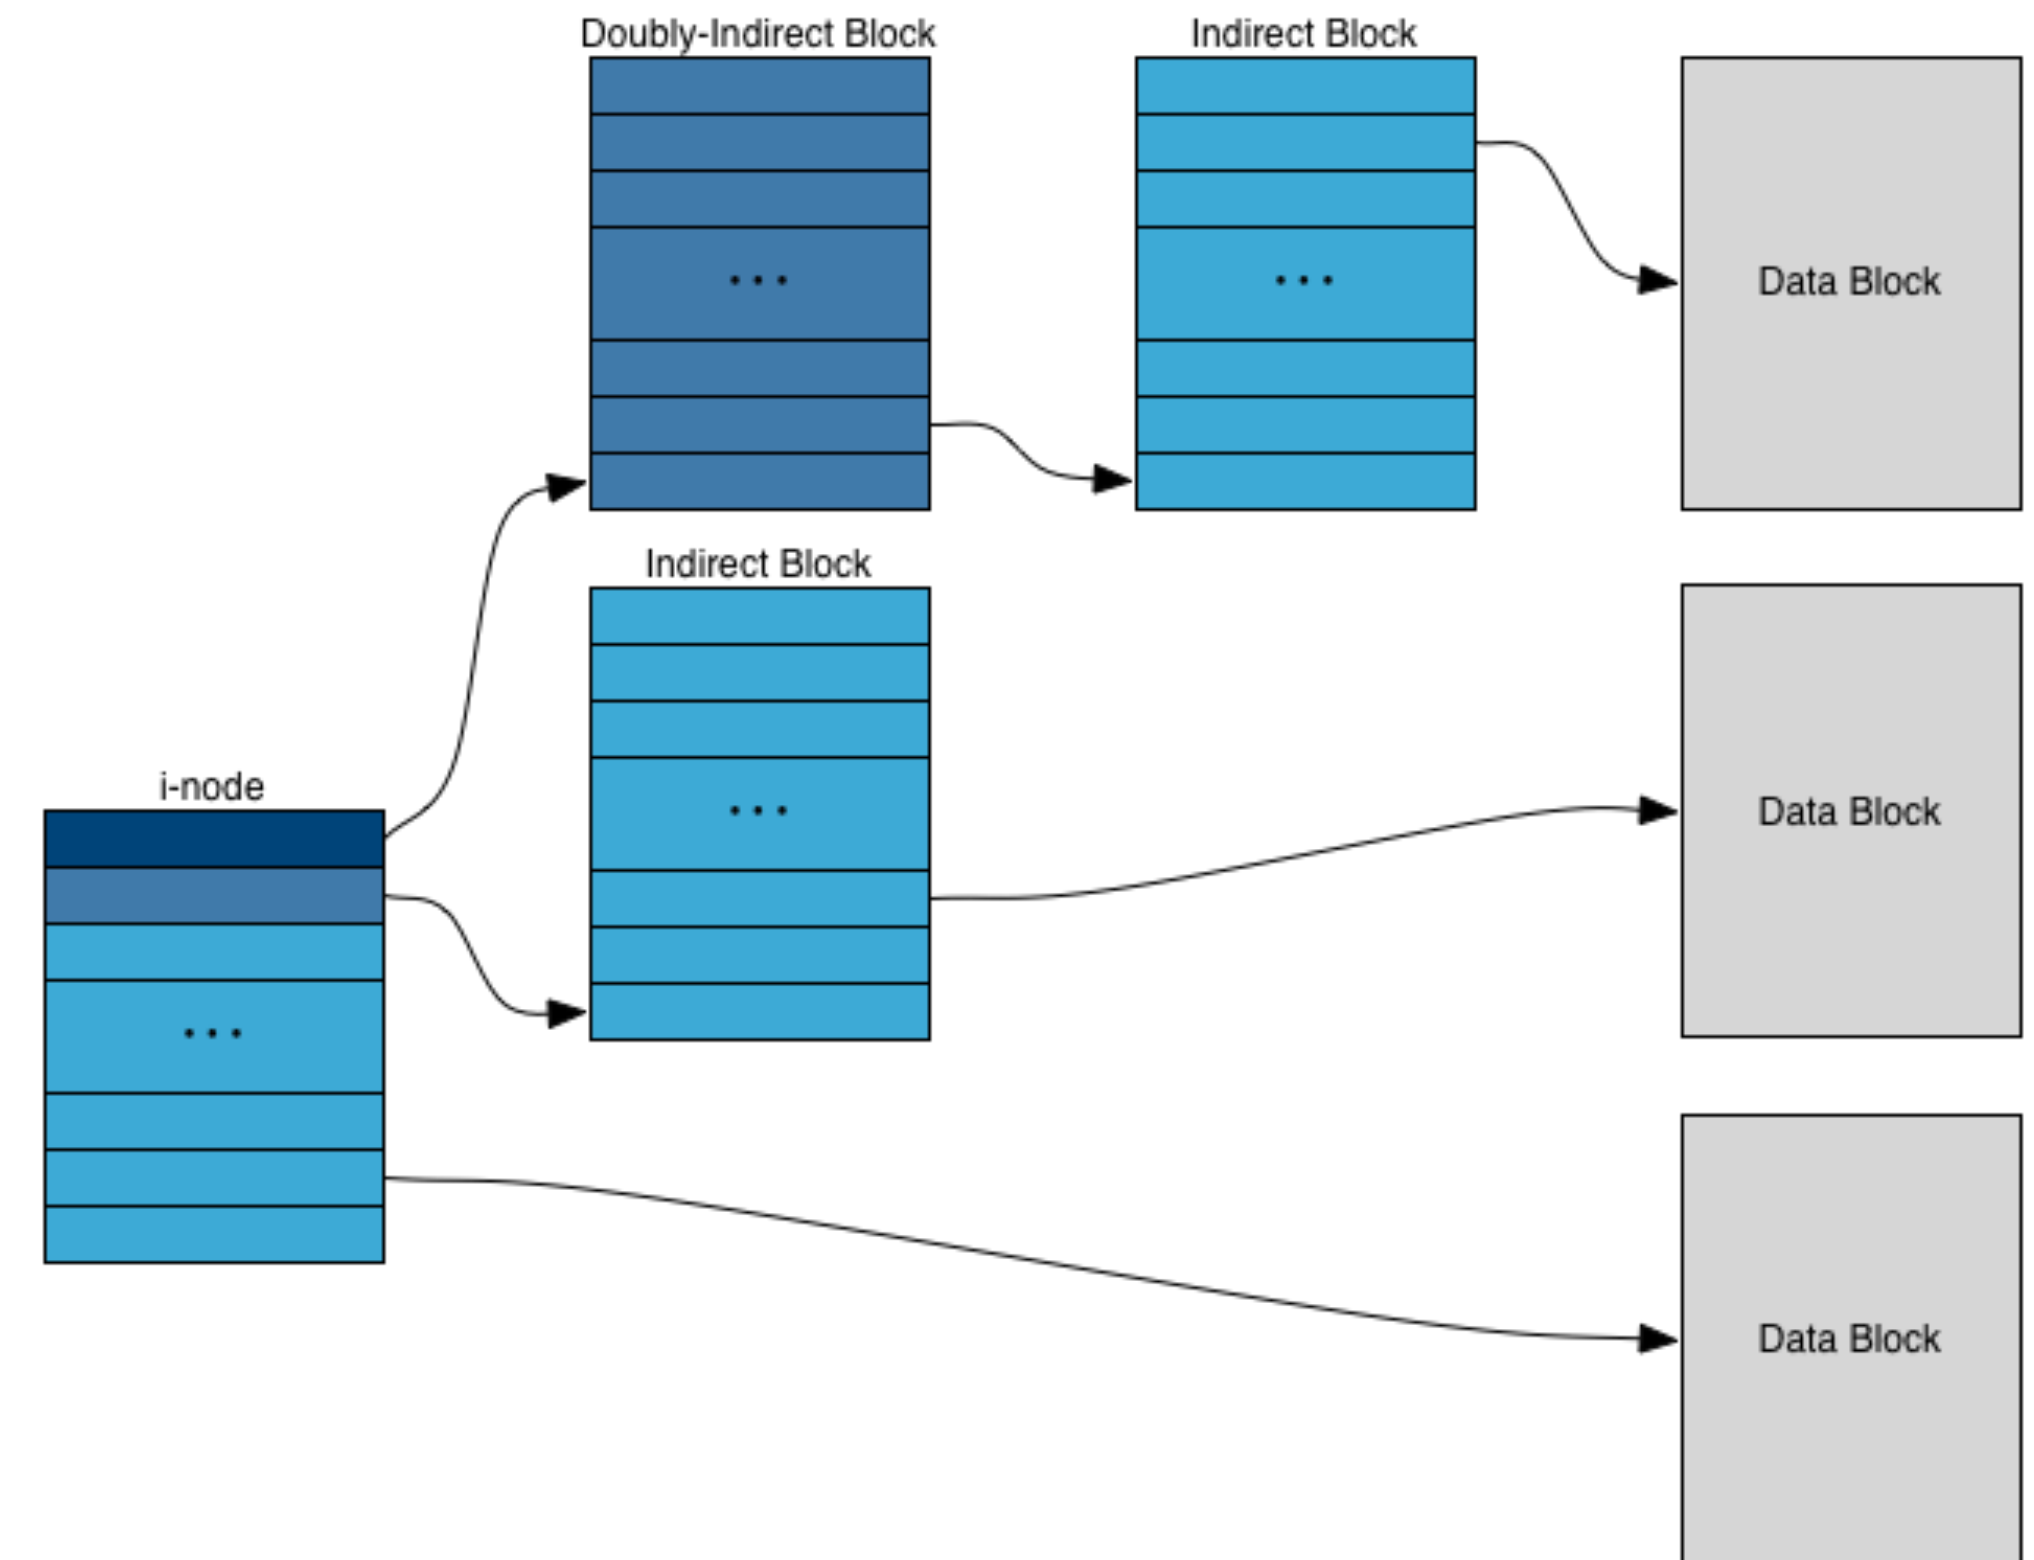 Doubly-Indirect Block
Indirect Block
...
...
Data Block
Indirect Block
...
Data Block
i-node
...
Data Block